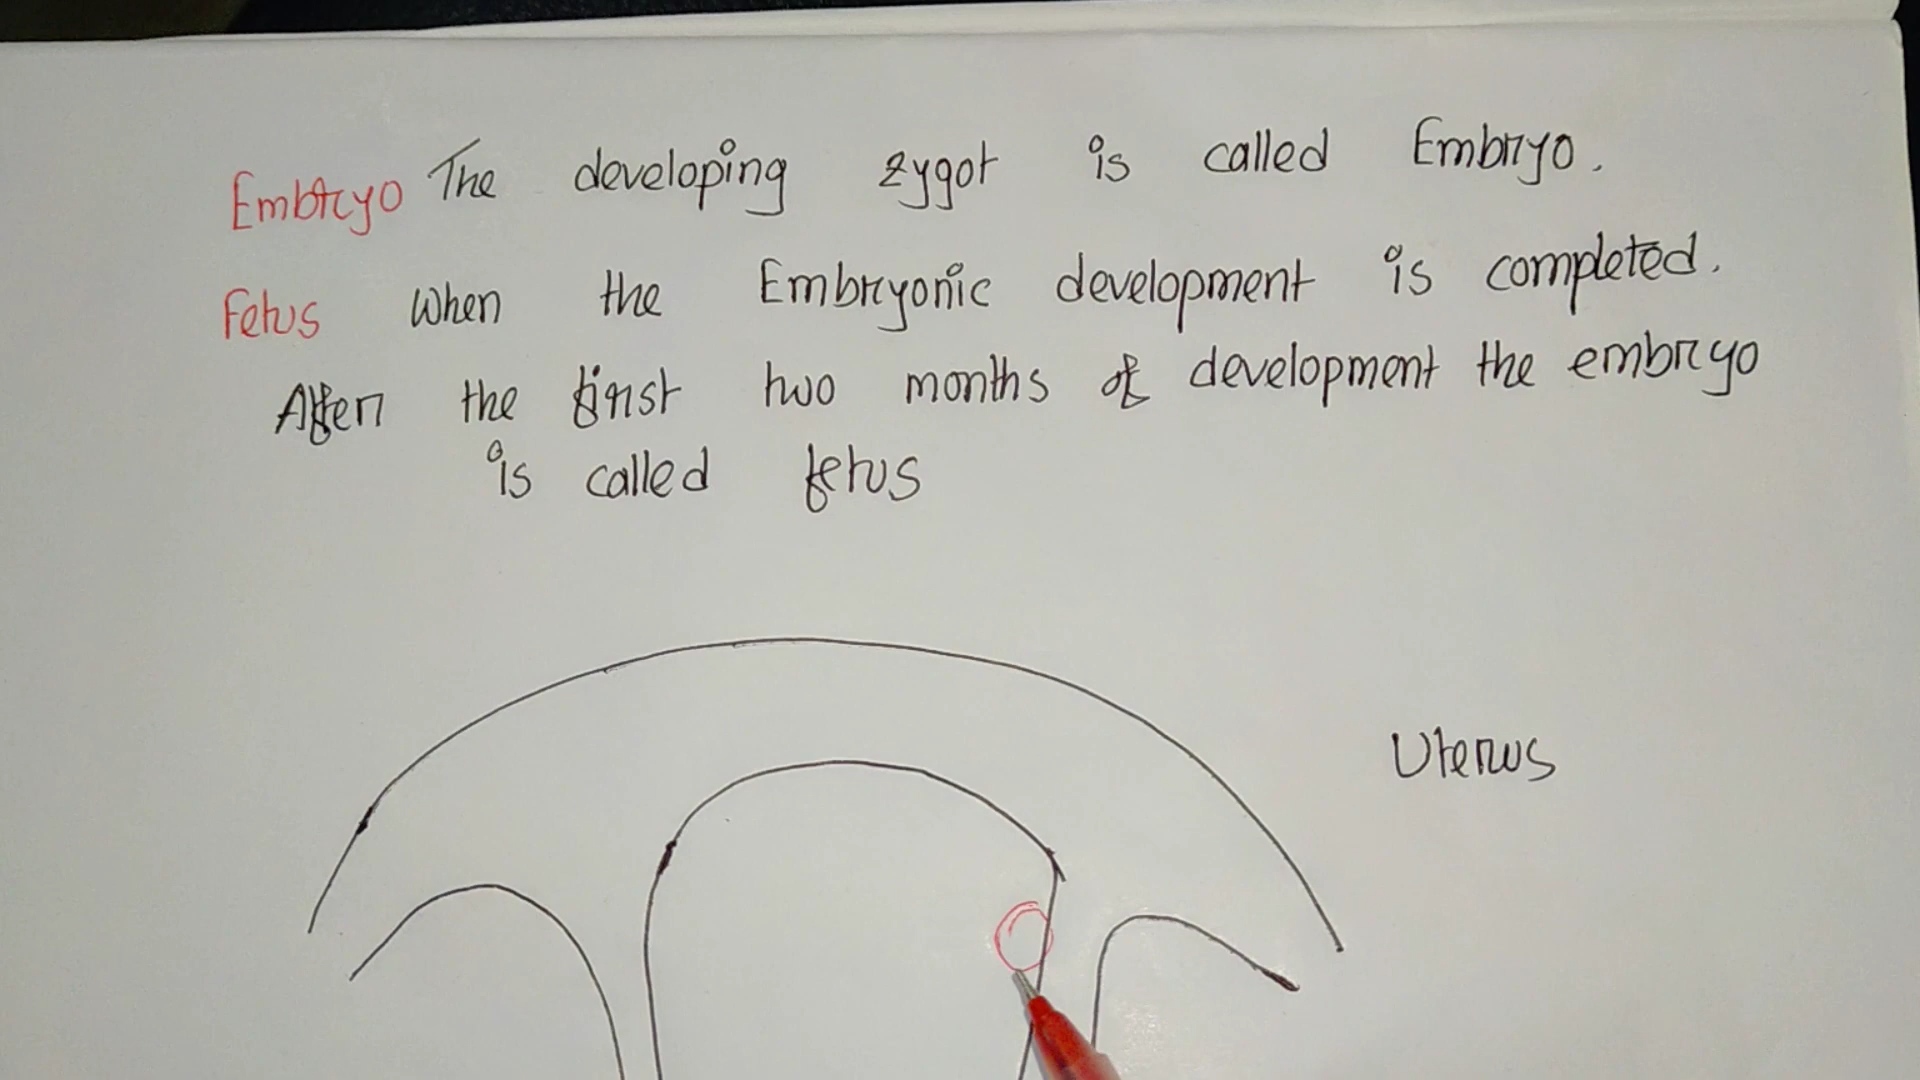 Embryo The developing zygot is called Embryo.
Fetus When the Embryonic development is completed.
After the first two months of development the embryo
is called fetus
Uterus